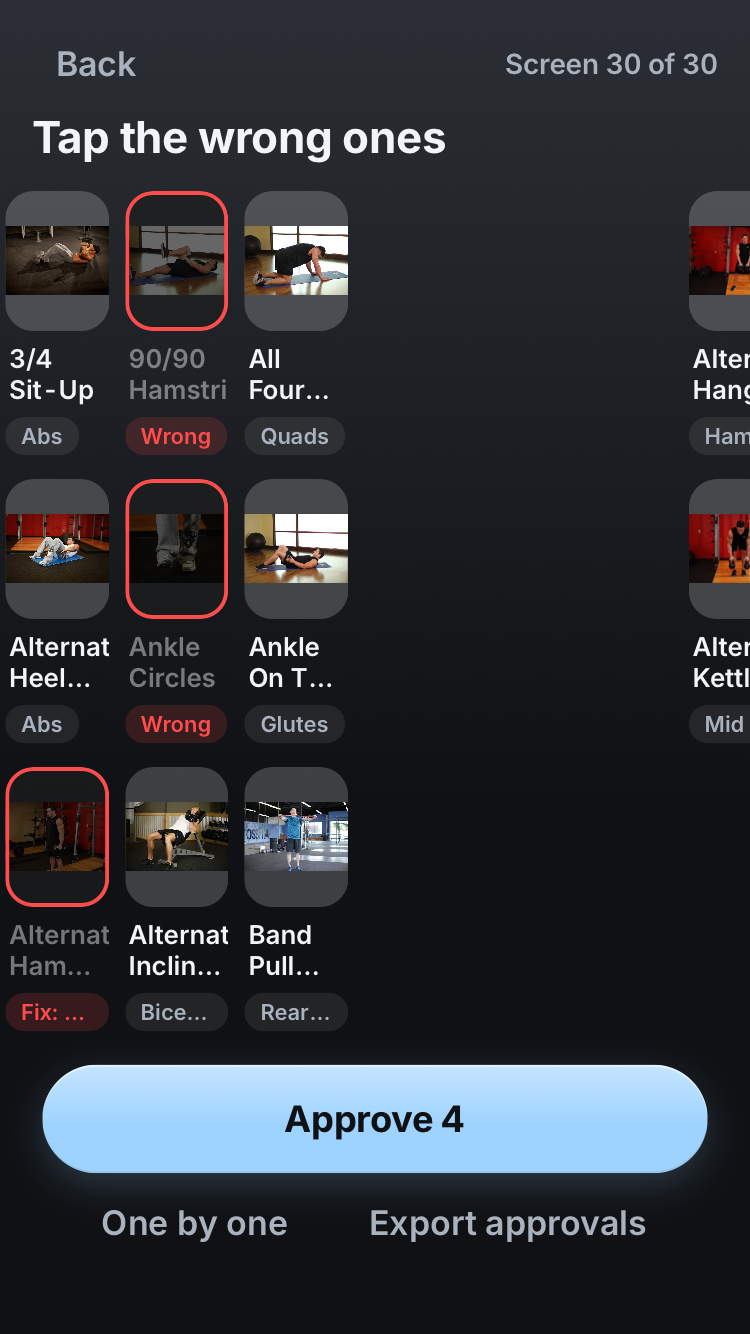 Back
Screen 30 of 30
Tap the wrong ones
3/4
Sit-Up
90/90
Hamstri
All
Four...
Alter
Hang
Abs
Wrong
Quads
Ham
Alternat
Heel...
Ankle
Circles
Ankle
On T...
Alter
Kettl
Abs
Wrong
Glutes
Mid
Alternat
Ham...
Alternat
Inclin...
Band
Pull...
Fix: ...
Bice...
Rear...
Approve 4
One by one
Export approvals